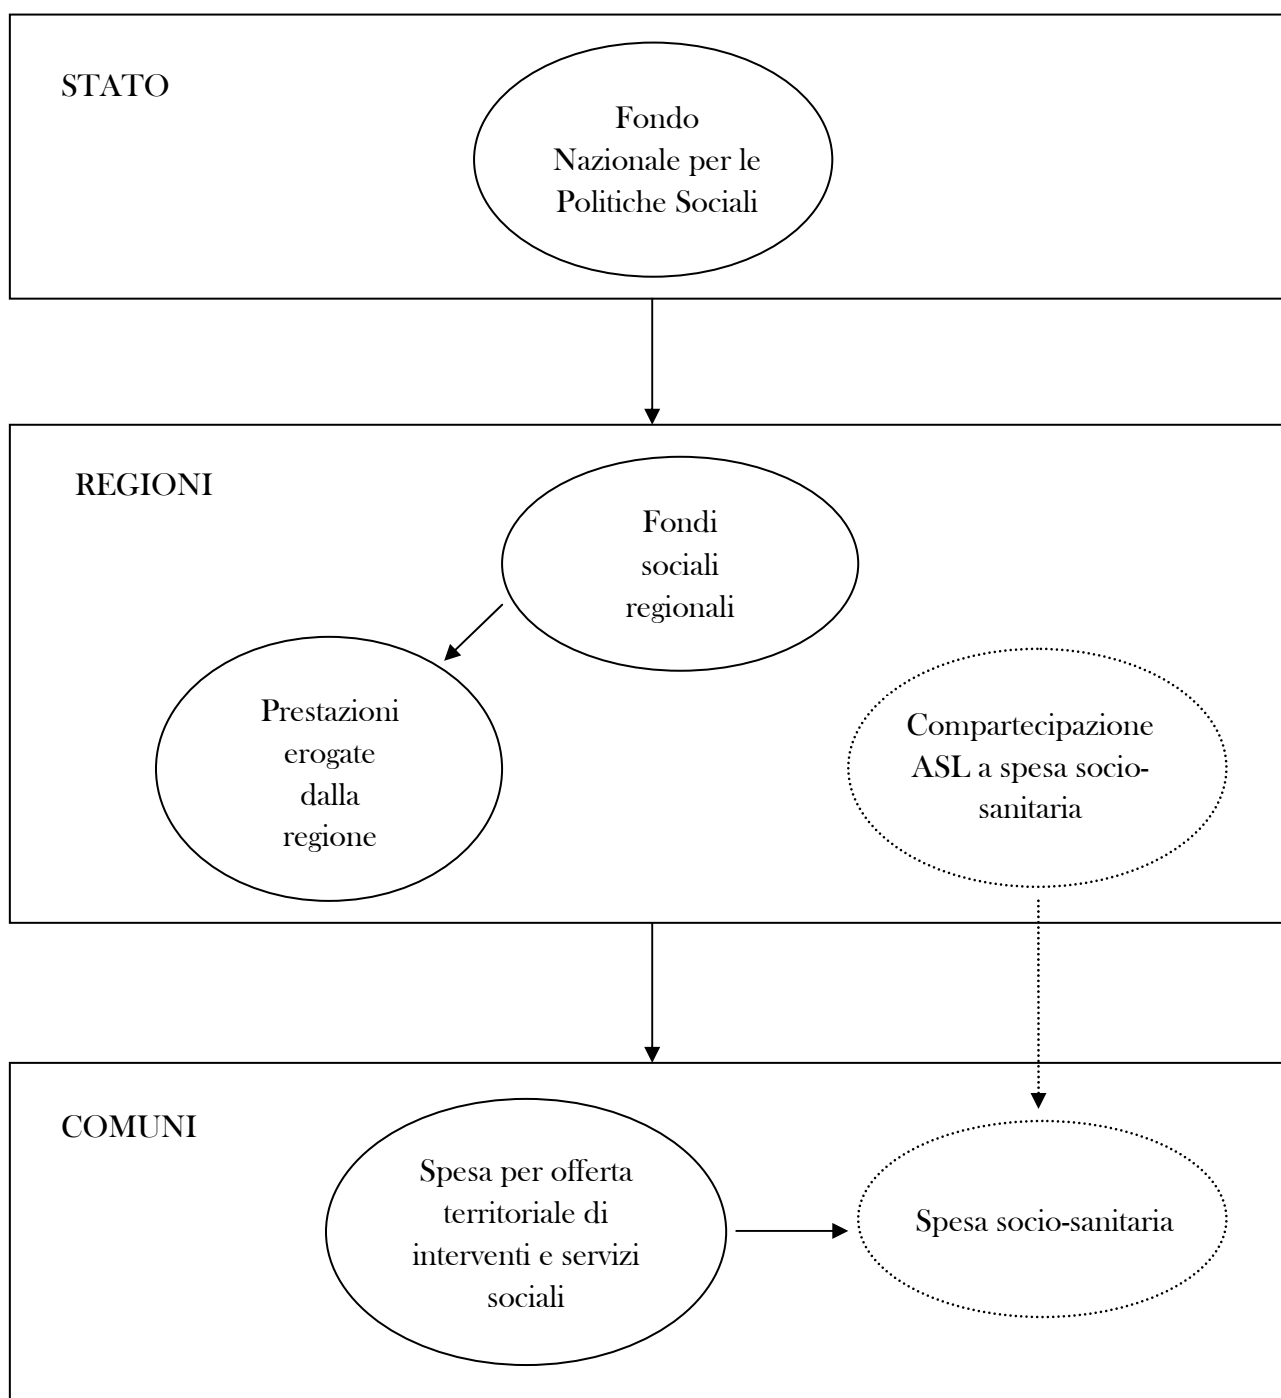 STATO
Fondo
Nazionale per le
Politiche Sociali
REGIONI
Fondi
sociali
regionali
Prestazioni
erogate
dalla
regione
Compartecipazione
ASL a spesa socio-
sanitaria
COMUNI
Spesa per offerta
territoriale di
interventi e servizi
sociali
Spesa socio-sanitaria